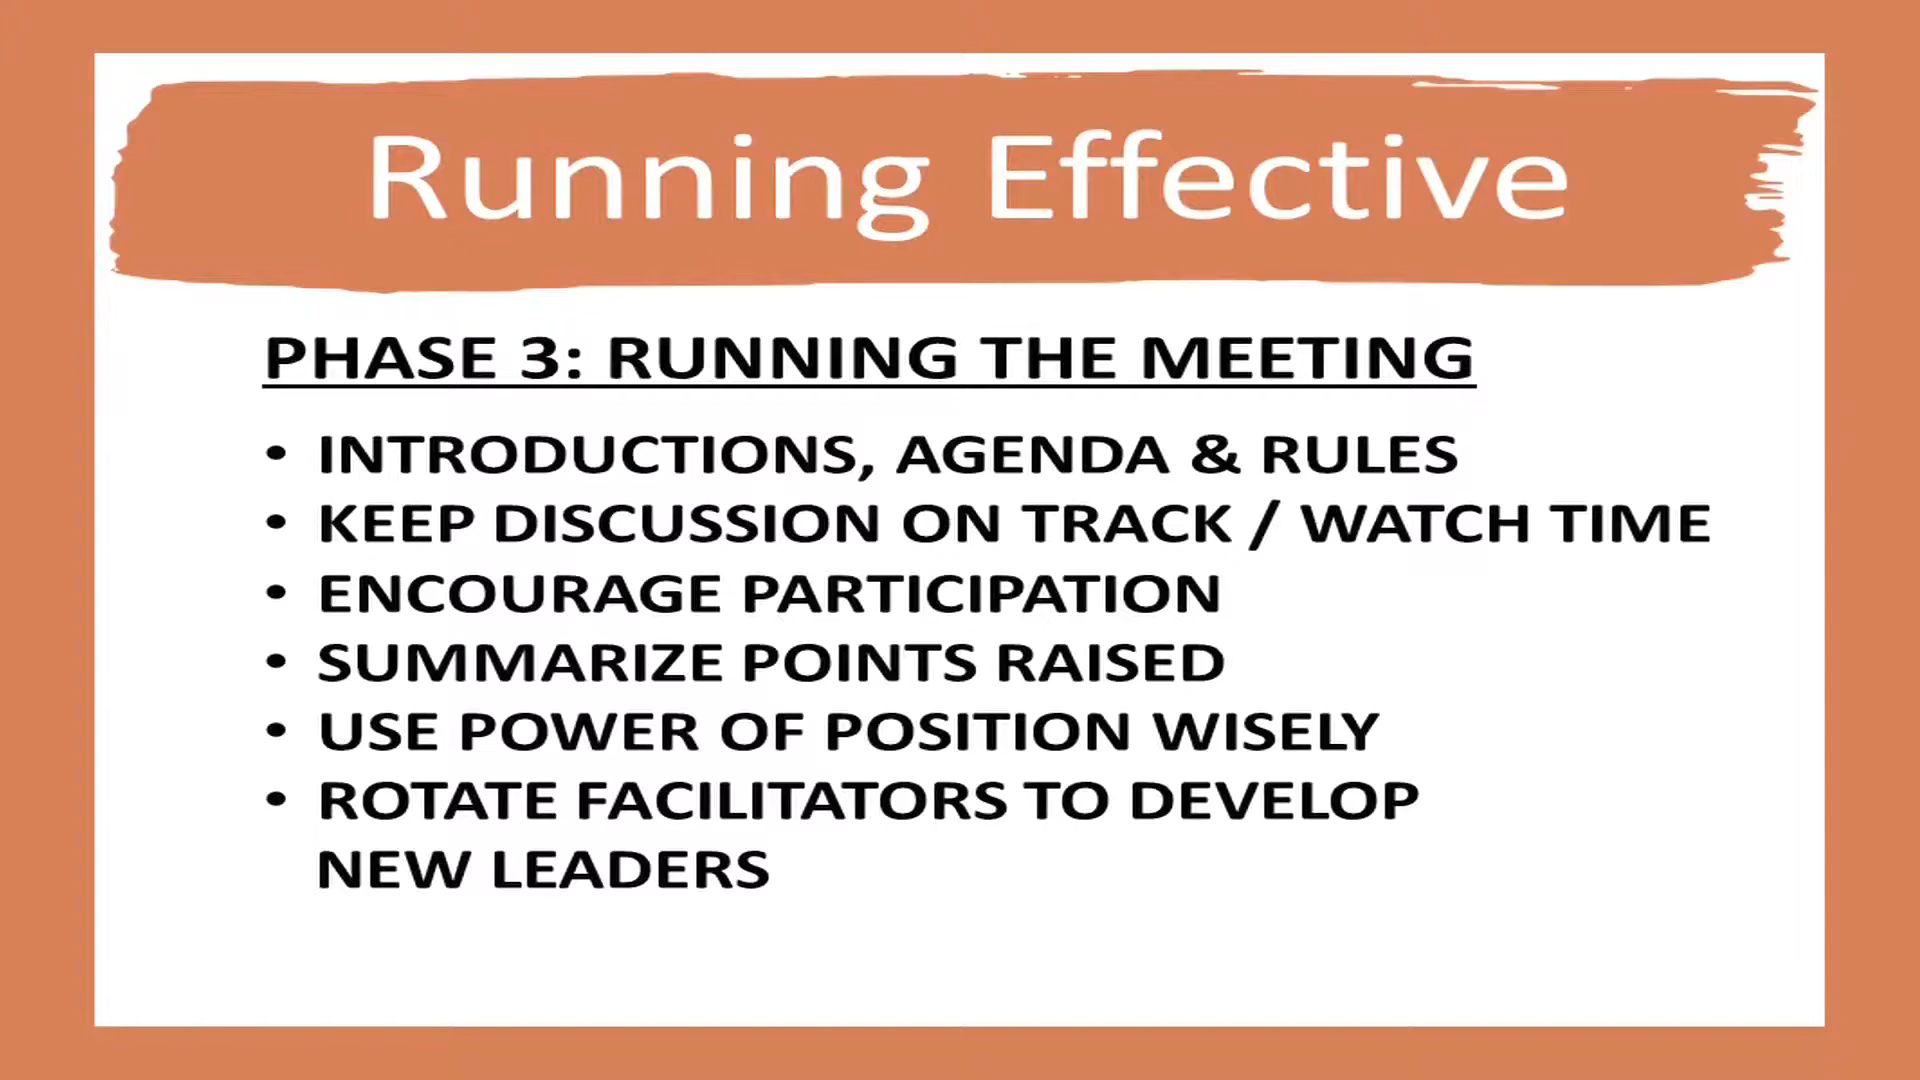 Running Effective
PHASE 3: RUNNING THE MEETING
• INTRODUCTIONS, AGENDA & RULES
• KEEP DISCUSSION ON TRACK / WATCH TIME
• ENCOURAGE PARTICIPATION
• SUMMARIZE POINTS RAISED
• USE POWER OF POSITION WISELY
• ROTATE FACILITATORS TO DEVELOP
NEW LEADERS